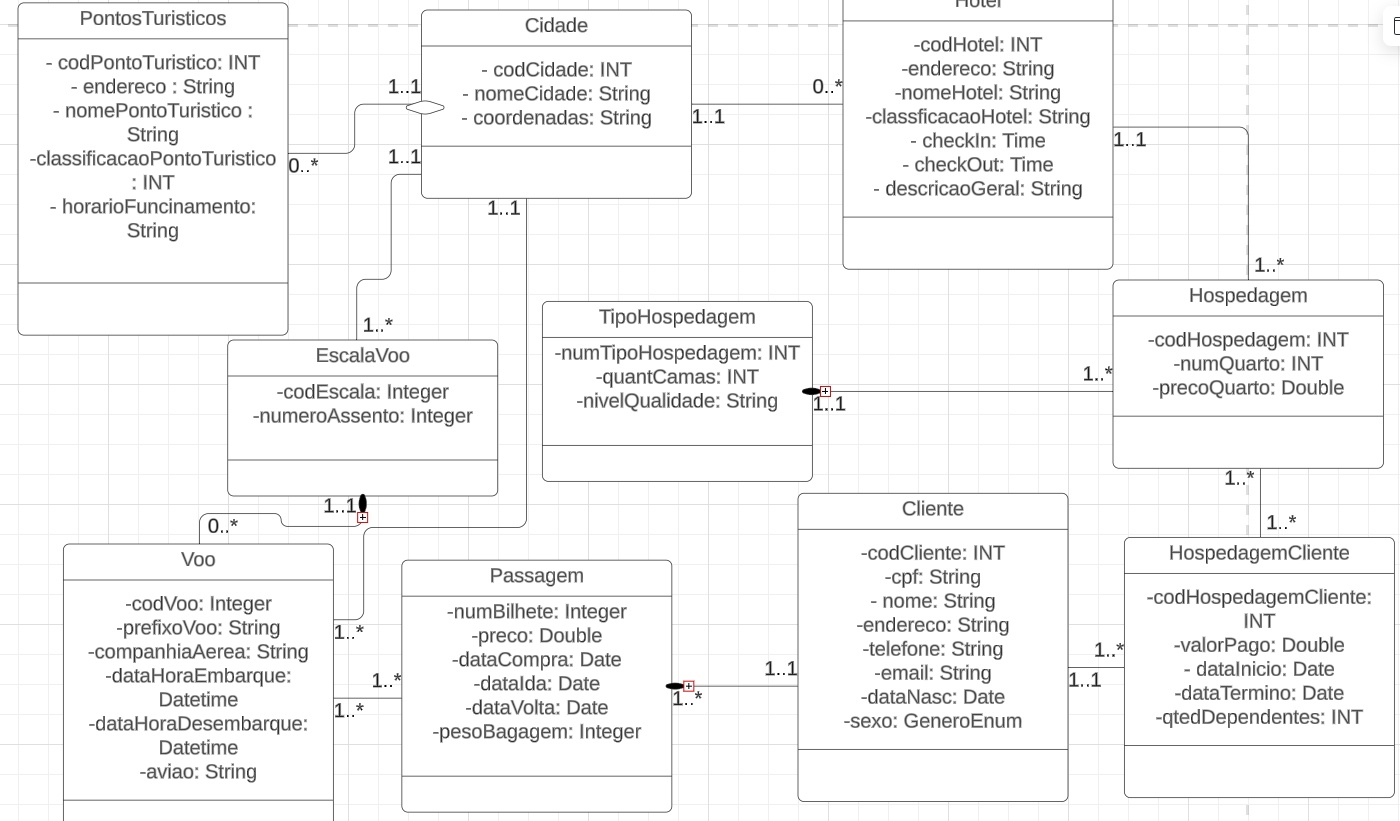 PontosTuristicos
- codPontoTuristico: INT
- endereco : String
- nomePontoTuristico :
String
-classificacaoPontoTuristico
: INT
- horarioFuncinamento:
String
1..1
0..*
Cidade
- codCidade: INT
- nomeCidade: String
- coordenadas: String
1..1
1..1
1..1
0..*
Hotel
-codHotel: INT
-endereco: String
-nomeHotel: String
-classficacaoHotel: String
- checkIn: Time
- checkOut: Time
- descricaoGeral: String
1..1
1..*
Hospedagem
-codHospedagem: INT
-numQuarto: INT
-precoQuarto: Double
1..*
1..*
1..*
TipoHospedagem
-numTipoHospedagem: INT
-quantCamas: INT
-nivelQualidade: String
1..1
1..*
EscalaVoo
-codEscala: Integer
-numeroAssento: Integer
1..1
0..*
Voo
-codVoo: Integer
-prefixoVoo: String
-companhiaAerea: String
-dataHoraEmbarque:
Datetime
-dataHoraDesembarque:
Datetime
-aviao: String
1..*
1..*
1..*
Passagem
-numBilhete: Integer
-preco: Double
-dataCompra: Date
-dataIda: Date
-dataVolta: Date
-pesoBagagem: Integer
1..*
1..1
Cliente
-codCliente: INT
-cpf: String
- nome: String
-endereco: String
-telefone: String
-email: String
-dataNasc: Date
-sexo: GeneroEnum
1..1
1..*
HospedagemCliente
-codHospedagemCliente:
INT
-valorPago: Double
- dataInicio: Date
-dataTermino: Date
-qtedDependentes: INT